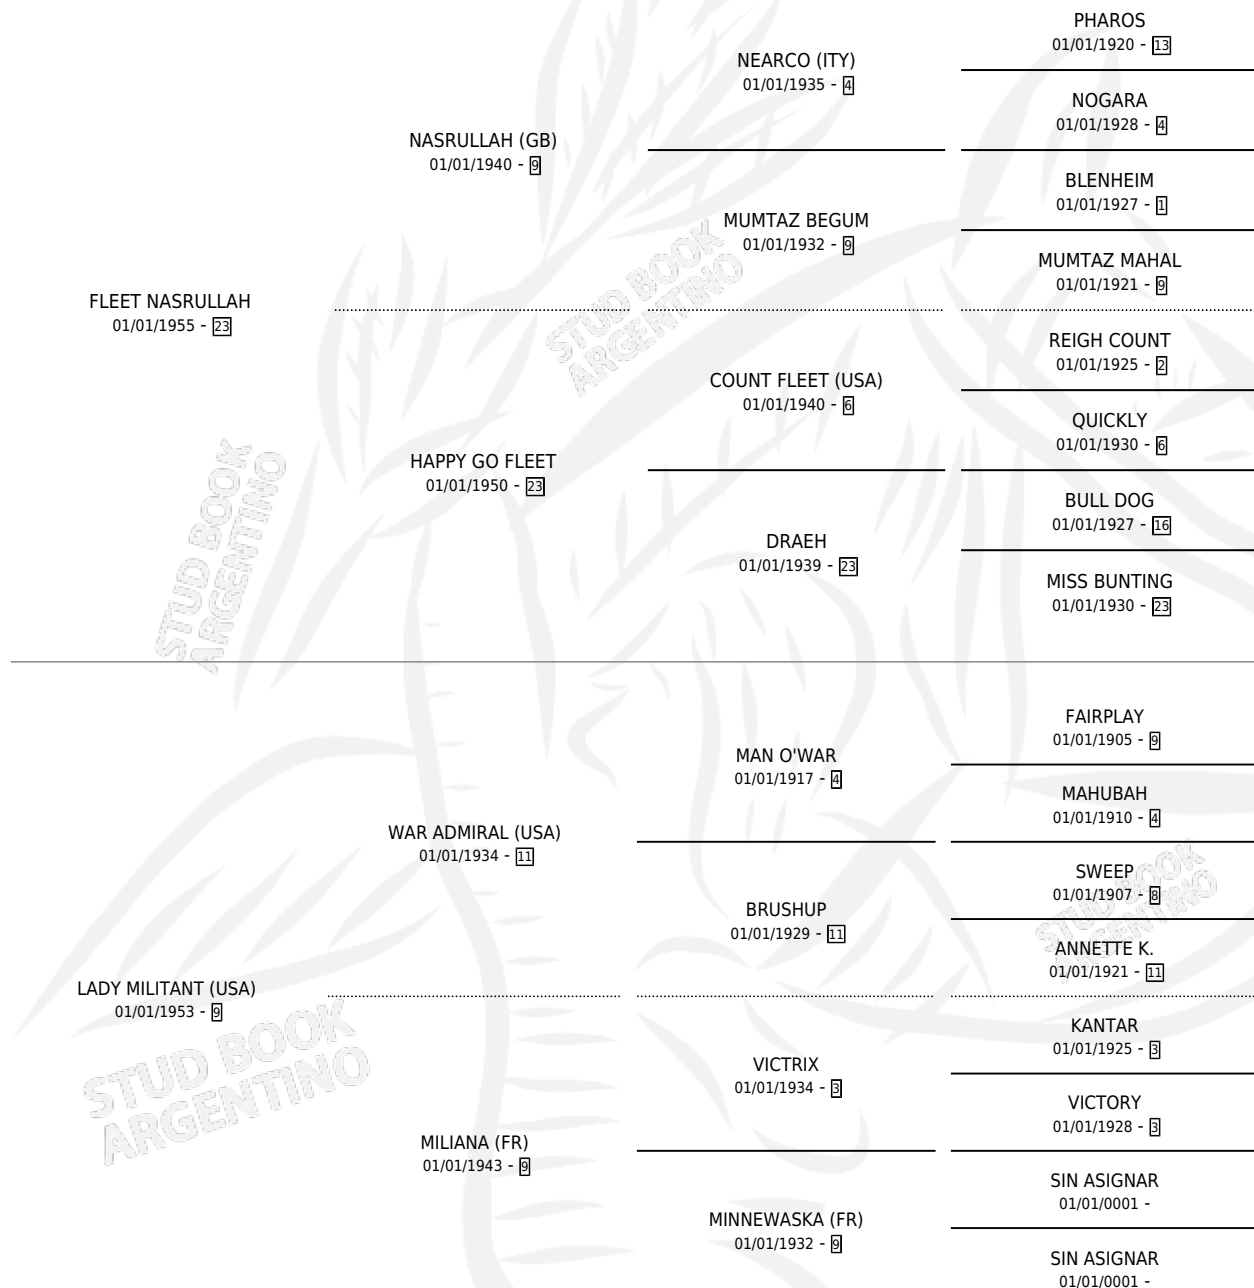 PHAROS
01/01/1920 - 13
NEARCO (ITY)
01/01/1935 - 4
NOGARA
01/01/1928 - 4
NASRULLAH (GB)
01/01/1940 - 9
BLENHEIM
01/01/1927 - 1
MUMTAZ BEGUM
01/01/1932 - 9
MUMTAZ MAHAL
01/01/1921 - 9
FLEET NASRULLAH
01/01/1955 - 23
REIGH COUNT
01/01/1925 - 2
COUNT FLEET (USA)
01/01/1940 - 6
QUICKLY
01/01/1930 - 6
HAPPY GO FLEET
01/01/1950 - 23
BULL DOG
01/01/1927 - 16
DRAEH
01/01/1939 - 23
MISS BUNTING
01/01/1930 - 23
FAIRPLAY
01/01/1905 - 9
MAN O'WAR
01/01/1917 - 4
MAHUBAH
01/01/1910 - 4
WAR ADMIRAL (USA)
01/01/1934 - 11
SWEEP
01/01/1907 - 8
BRUSHUP
01/01/1929 - 11
ANNETTE K.
01/01/1921 - 11
LADY MILITANT (USA)
01/01/1953 - 9
KANTAR
01/01/1925 - 3
VICTRIX
01/01/1934 - 3
VICTORY
01/01/1928 - 3
MILIANA (FR)
01/01/1943 - 9
SIN ASIGNAR
01/01/0001 -
MINNEWASKA (FR)
01/01/1932 - 9
SIN ASIGNAR
01/01/0001 -
STUD BOOK
ARGENTINO
STUD BOOK
ARGENTINO
STUD BOOK
ARGENTINO
STUD BOOK
ARGENTINO